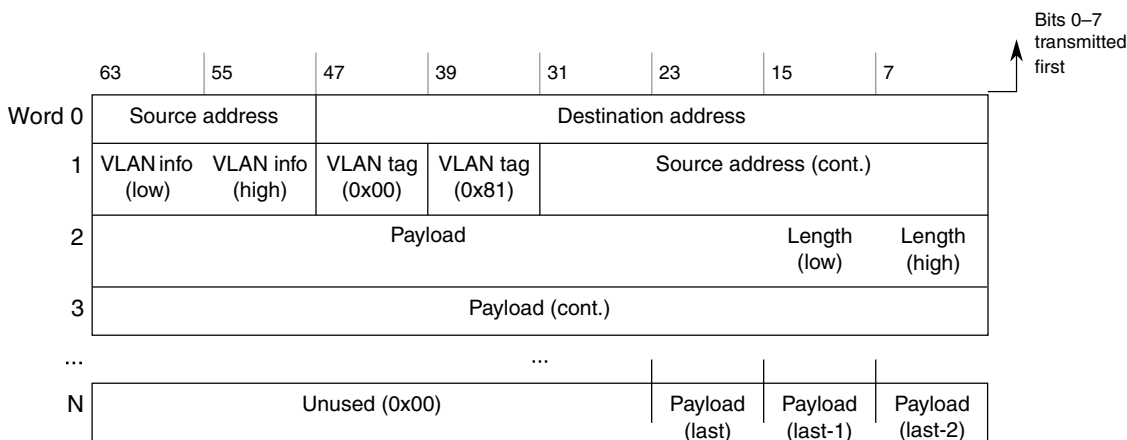 Bits 0–7
transmitted
first
63 55 47 39 31 23 15 7
Word 0 Source address Destination address
1 VLAN info VLAN info VLAN tag VLAN tag Source address (cont.)
(low) (high) (0x00) (0x81)
2 Payload Length Length
(low) (high)
3 Payload (cont.)
... ...
N Unused (0x00) Payload Payload Payload
(last) (last-1) (last-2)